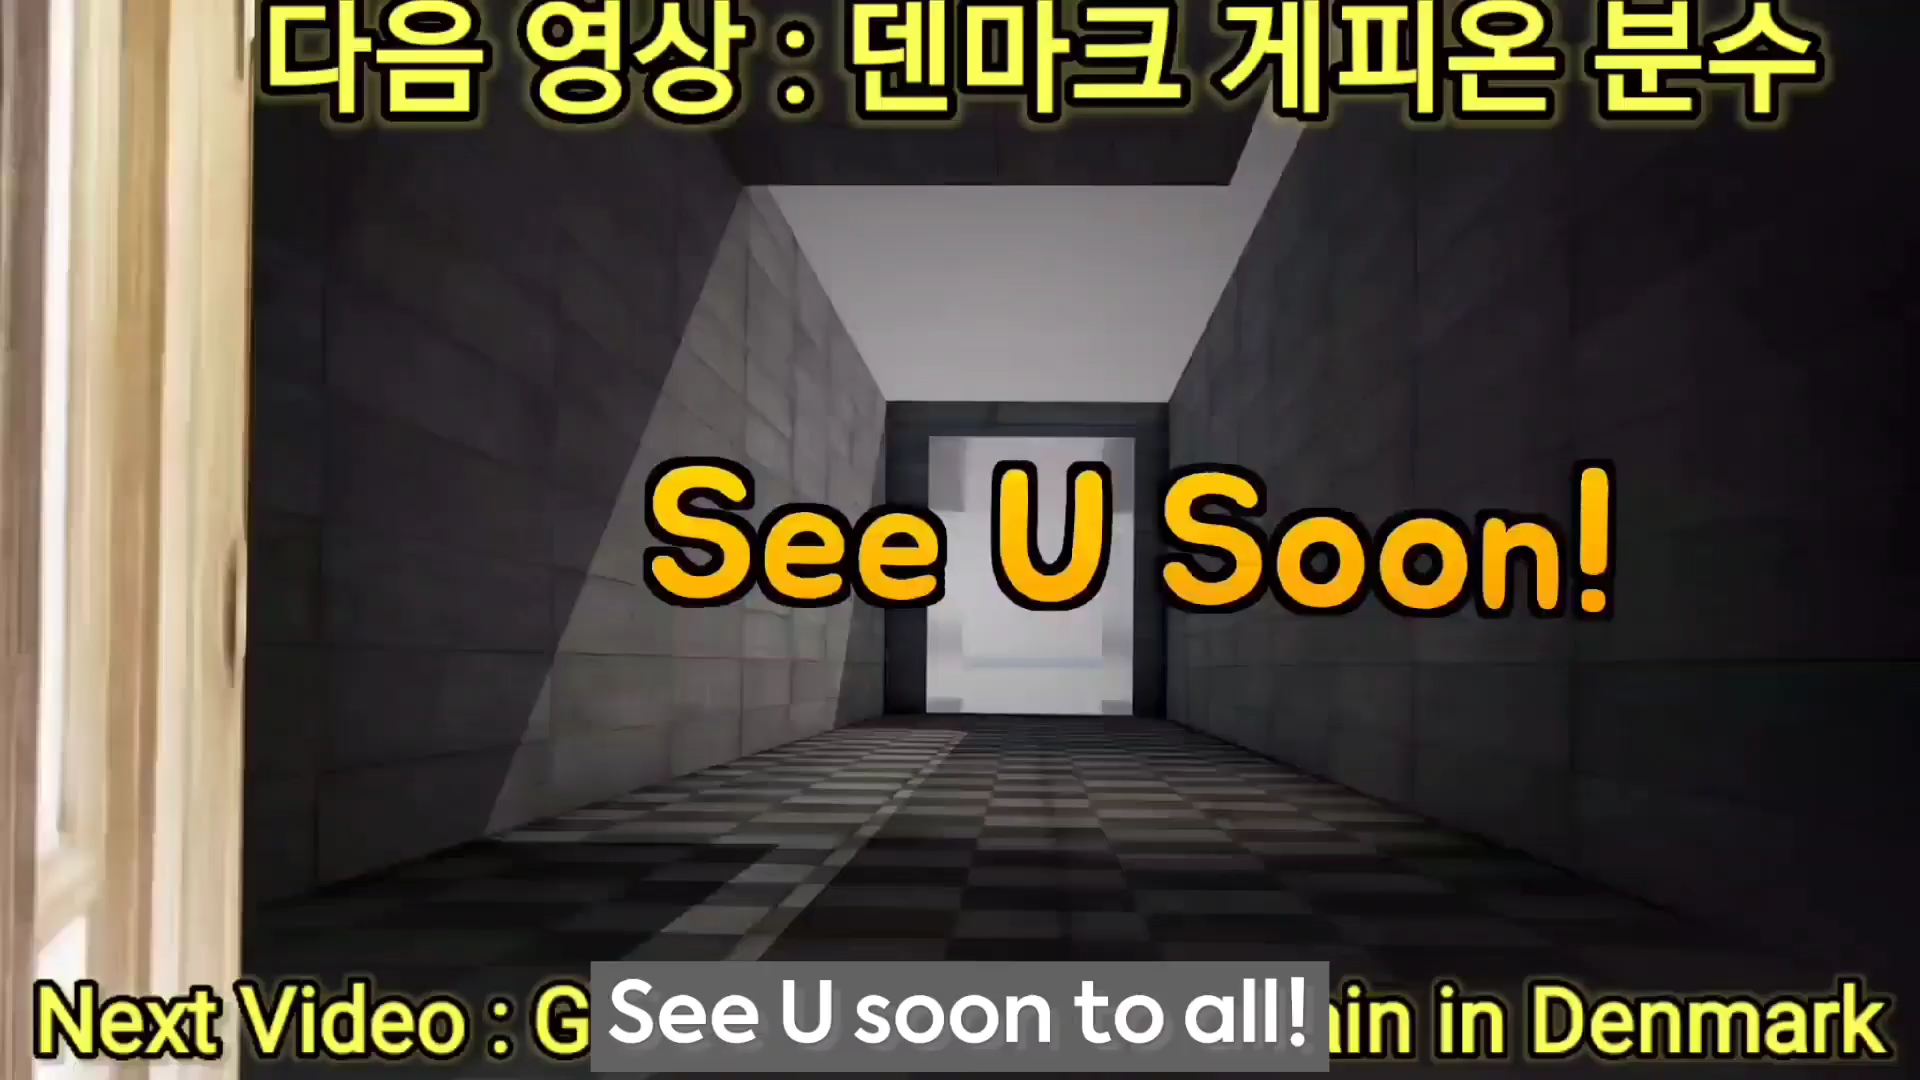 다음 영상 : 덴마크 게피온 분수
See U Soon!
Next Video : G
See U soon to all!
ain in Denmark